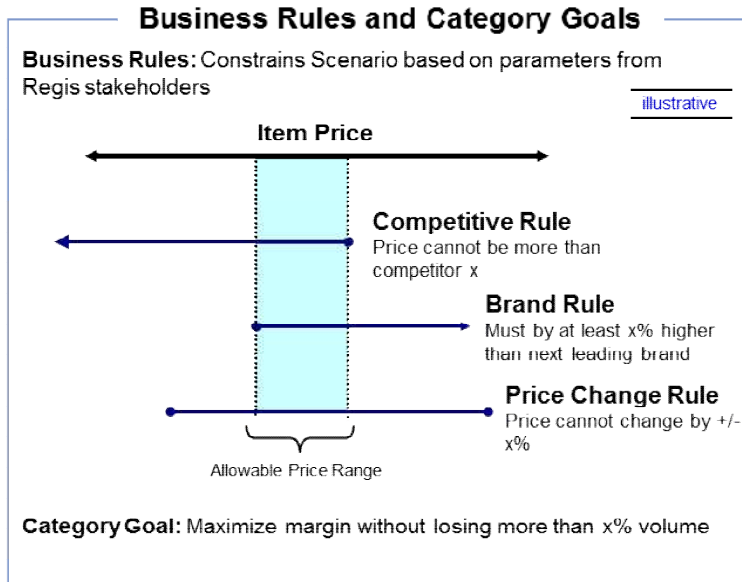 Business Rules and Category Goals
Business Rules: Constrains Scenario based on parameters from
Regis stakeholders
illustrative
Item Price
Competitive Rule
Price cannot be more than
competitor x
Brand Rule
Must by at least x% higher
than next leading brand
Price Change Rule
Price cannot change by +/-
x%
Allowable Price Range
Category Goal: Maximize margin without losing more than x% volume